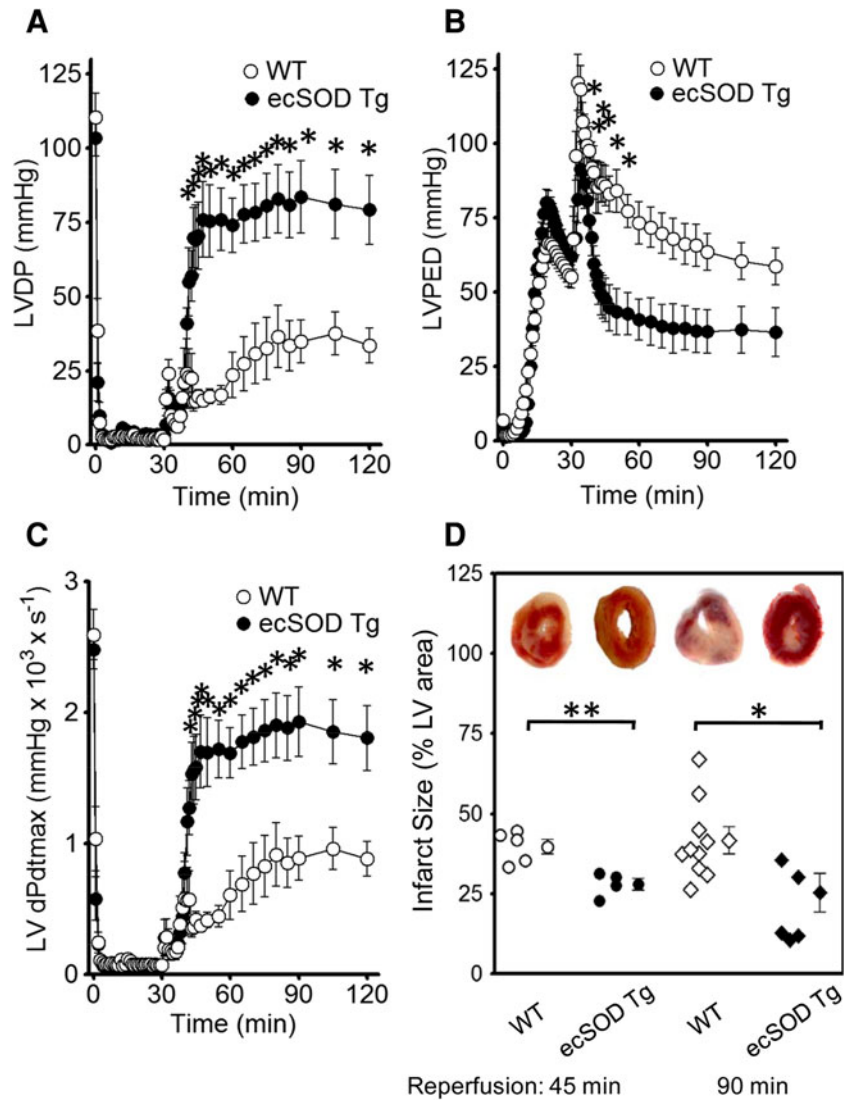 A
LVDP (mmHg)
125
100
75
50
25
0
WT
ecSOD Tg
* * * * * * * * * * * * * *
0 30 60 90 120
Time (min)
B
LVPED (mmHg)
125
100
75
50
25
0
WT
ecSOD Tg
* * * * * *
0 30 60 90 120
Time (min)
C
LV dPdtmax (mmHg x 10³ x s⁻¹)
3
2
1
0
WT
ecSOD Tg
* * * * * * * * * * * * *
0 30 60 90 120
Time (min)
D
Infarct Size (% LV area)
125
100
75
50
25
0
**
*
WT
ecSOD Tg
WT
ecSOD Tg
Reperfusion: 45 min 90 min